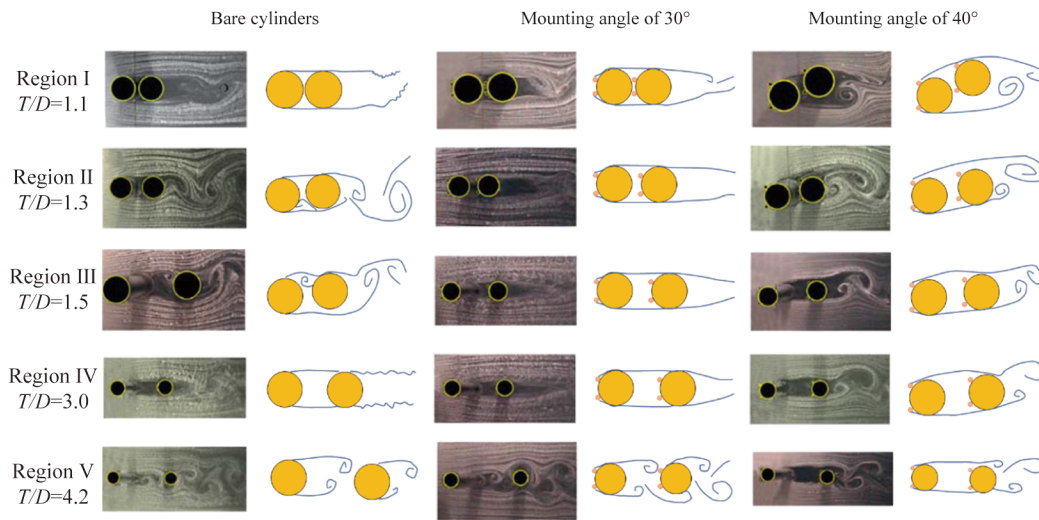 Bare cylinders
Mounting angle of 30°
Mounting angle of 40°
Region I
T/D=1.1
Region II
T/D=1.3
Region III
T/D=1.5
Region IV
T/D=3.0
Region V
T/D=4.2